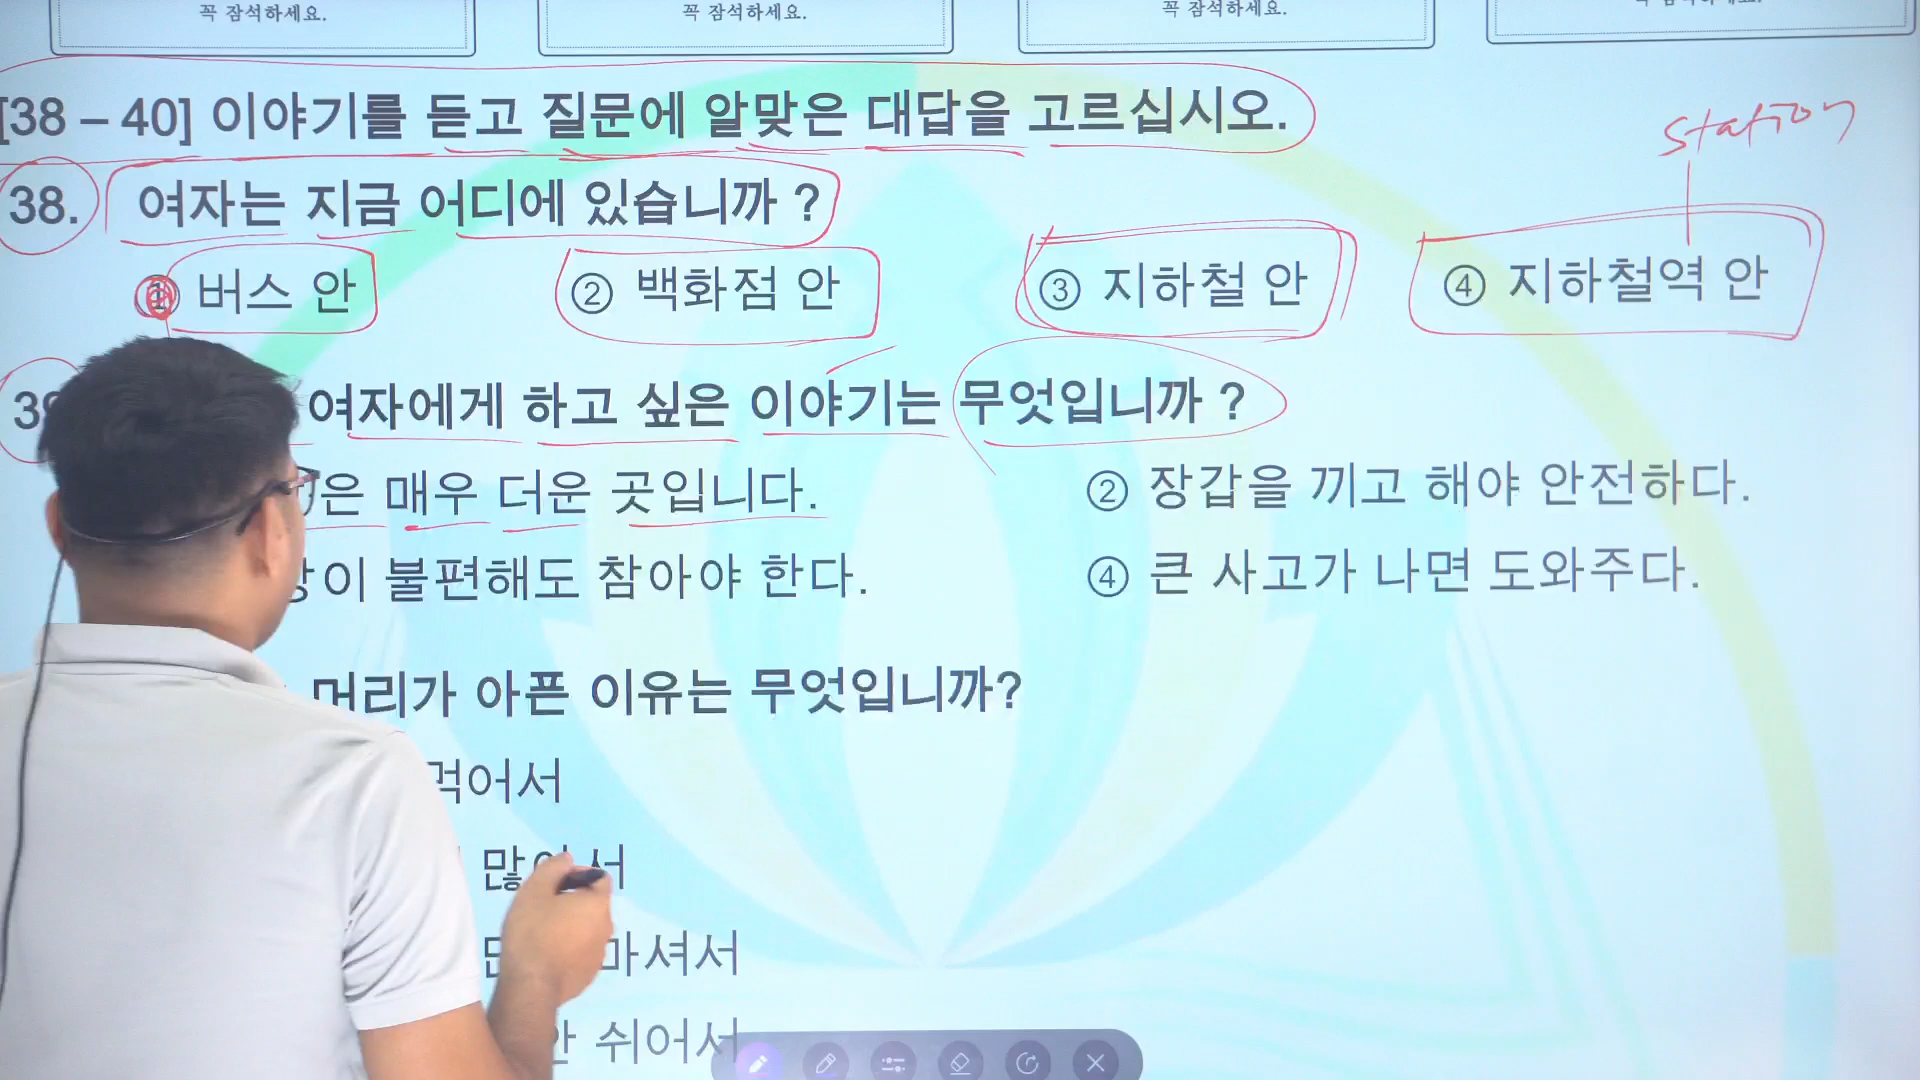 꼭 참석하세요.
꼭 참석하세요.
꼭 참석하세요.
[38 – 40] 이야기를 듣고 질문에 알맞은 대답을 고르십시오.
station
38. 여자는 지금 어디에 있습니까 ?
① 버스 안 ② 백화점 안 ③ 지하철 안 ④ 지하철역 안
여자에게 하고 싶은 이야기는 무엇입니까 ?
은 매우 더운 곳입니다. ② 장갑을 끼고 해야 안전하다.
불편해도 참아야 한다. ④ 큰 사고가 나면 도와주다.
머리가 아픈 이유는 무엇입니까?
먹어서
많아서
마셔서
쉬어서